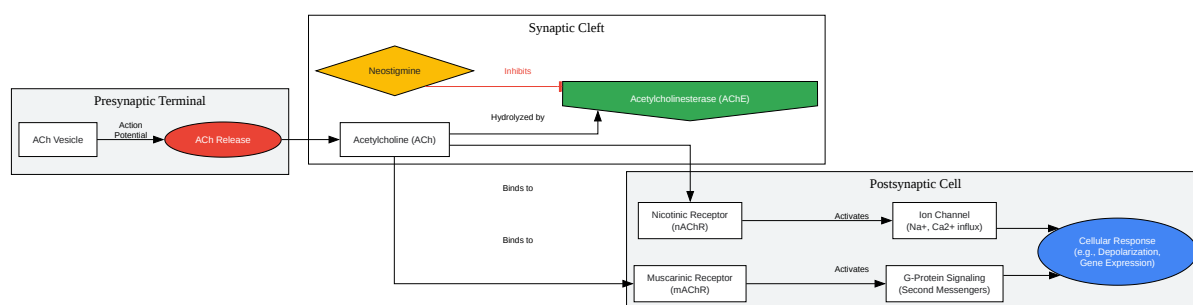 Synaptic Cleft
Neostigmine
Inhibits
Acetylcholinesterase (AChE)
Presynaptic Terminal
ACh Vesicle
Action
Potential
ACh Release
Hydrolyzed by
Acetylcholine (ACh)
Binds to
Postsynaptic Cell
Nicotinic Receptor
(nAChR)
Activates
Ion Channel
(Na+, Ca2+ influx)
Binds to
Cellular Response
(e.g., Depolarization,
Gene Expression)
Muscarinic Receptor
(mAChR)
Activates
G-Protein Signaling
(Second Messengers)